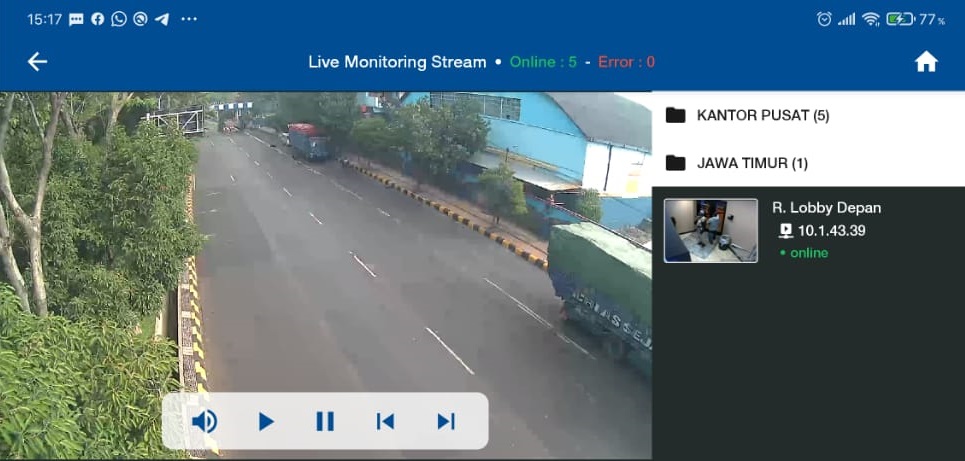 15:17 77%
Live Monitoring Stream • Online : 5 - Error : 0
KANTOR PUSAT (5)
JAWA TIMUR (1)
R. Lobby Depan
10.1.43.39
• online